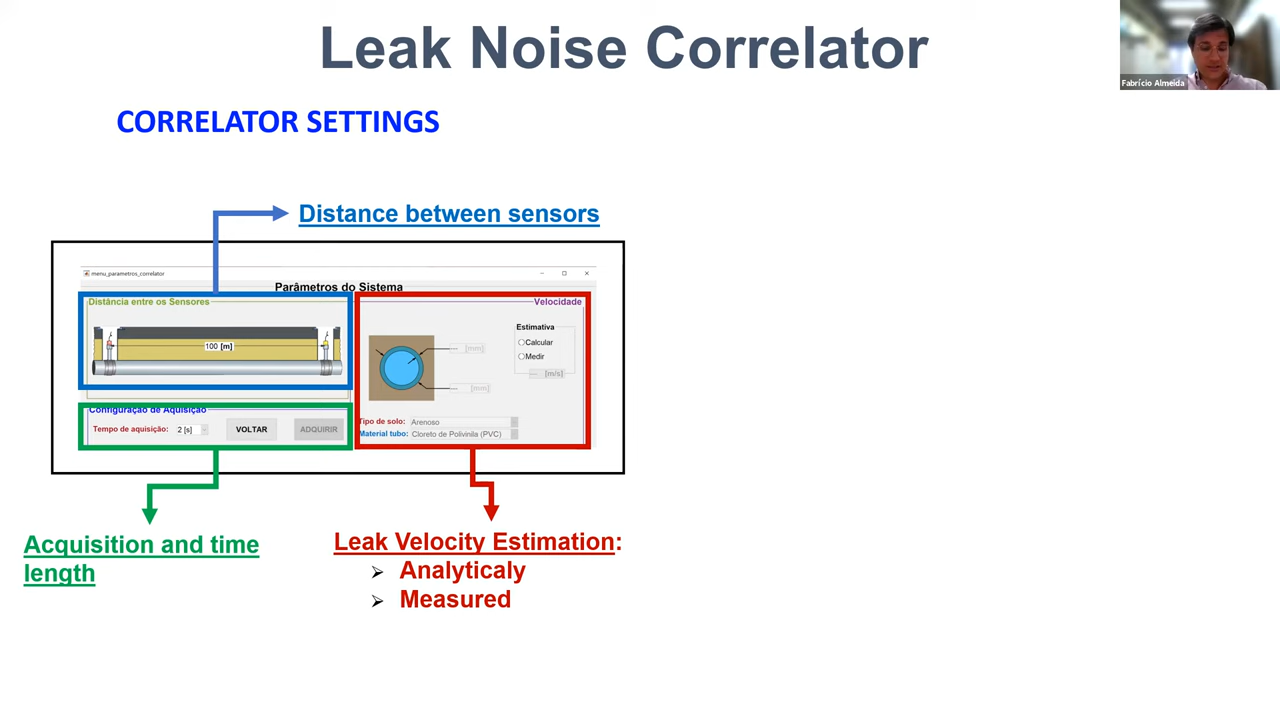 Leak Noise Correlator
Fabrício Almeida
CORRELATOR SETTINGS
Distance between sensors
menu_parametros_correlator
Parâmetros do Sistema
Distância entre os Sensores
100 [m]
Velocidade
Estimativa
Calcular
Medir
[mm]
[m/s]
[mm]
Configuração de Aquisição
Tempo de aquisição: 2 [s]
VOLTAR
ADQUIRIR
Tipo de solo: Arenoso
Material tubo: Cloreto de Polivinila (PVC)
Acquisition and time
length
Leak Velocity Estimation:
Analyticaly
Measured